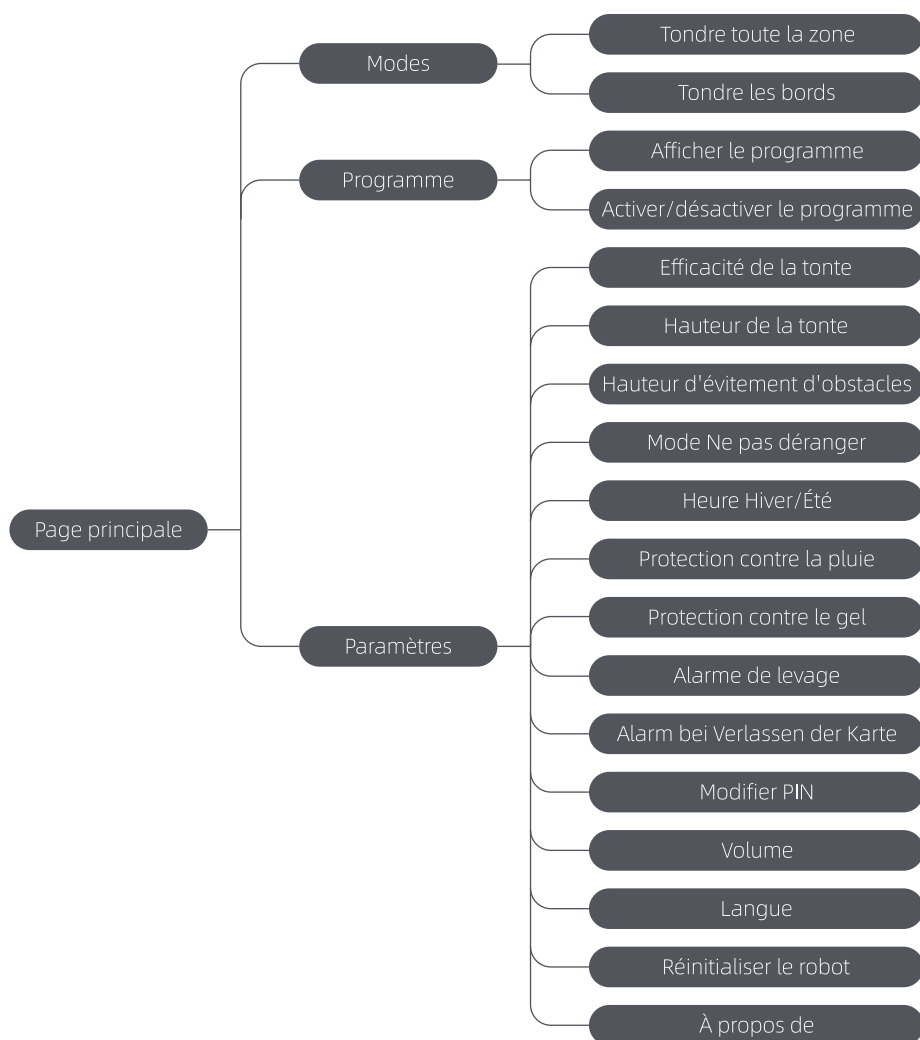 Page principale
Modes
Tondre toute la zone
Tondre les bords
Programme
Afficher le programme
Activer/désactiver le programme
Paramètres
Efficacité de la tonte
Hauteur de la tonte
Hauteur d'évitement d'obstacles
Mode Ne pas déranger
Heure Hiver/Été
Protection contre la pluie
Protection contre le gel
Alarme de levage
Alarm bei Verlassen der Karte
Modifier PIN
Volume
Langue
Réinitialiser le robot
À propos de